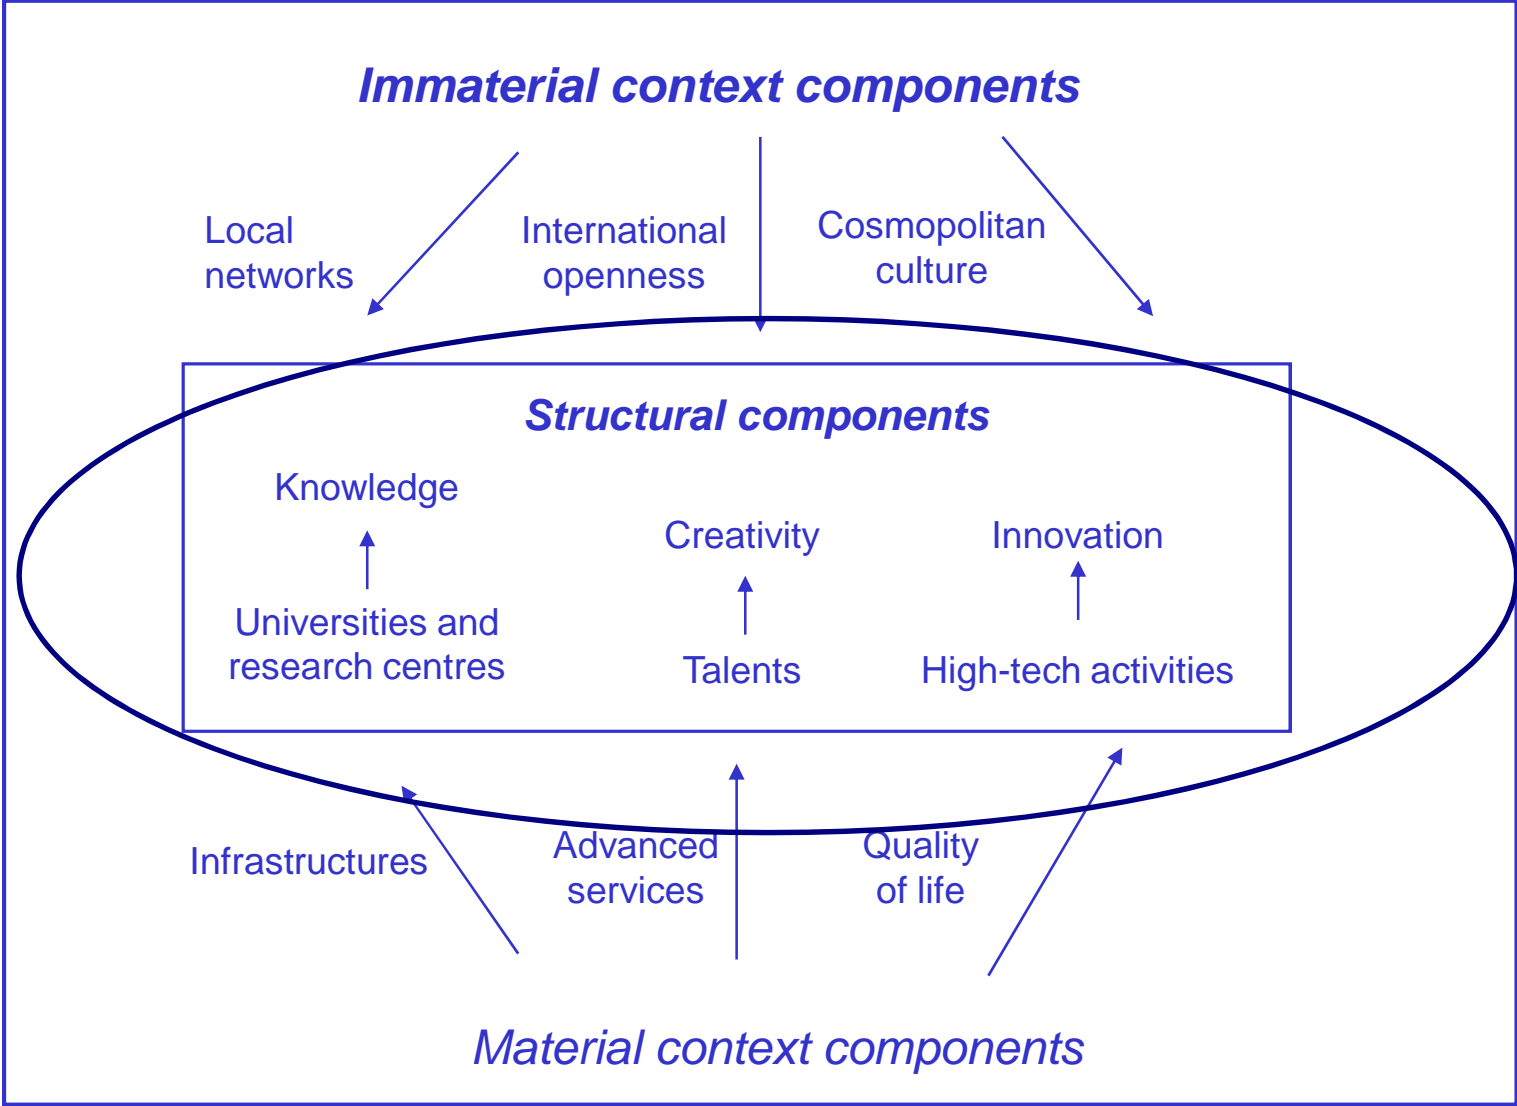 Immaterial context components
Local
networks
International
openness
Cosmopolitan
culture
Structural components
Knowledge
Creativity
Innovation
Universities and
research centres
Talents
High-tech activities
Infrastructures
Advanced
services
Quality
of life
Material context components